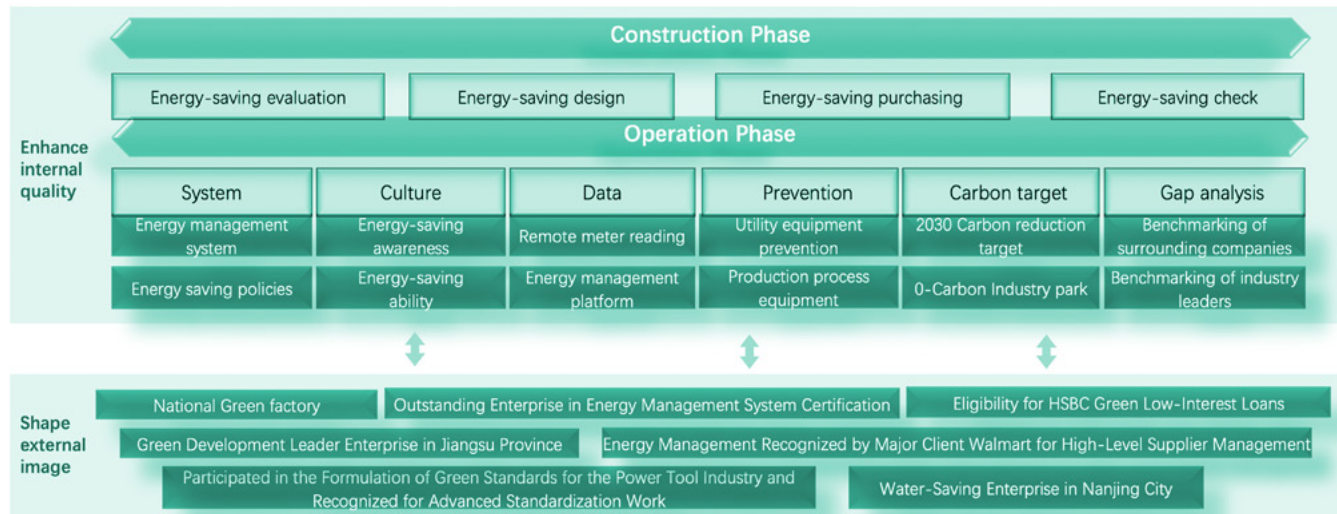 Construction Phase
Energy-saving evaluation
Energy-saving design
Energy-saving purchasing
Energy-saving check
Operation Phase
Enhance
internal
quality
System
Culture
Data
Prevention
Carbon target
Gap analysis
Energy management
system
Energy-saving
awareness
Remote meter reading
Utility equipment
prevention
2030 Carbon reduction
target
Benchmarking of
surrounding companies
Energy saving policies
Energy-saving
ability
Energy management
platform
Production process
equipment
0-Carbon Industry park
Benchmarking of industry
leaders
Shape
external
image
National Green factory
Outstanding Enterprise in Energy Management System Certification
Eligibility for HSBC Green Low-Interest Loans
Green Development Leader Enterprise in Jiangsu Province
Energy Management Recognized by Major Client Walmart for High-Level Supplier Management
Participated in the Formulation of Green Standards for the Power Tool Industry and
Recognized for Advanced Standardization Work
Water-Saving Enterprise in Nanjing City